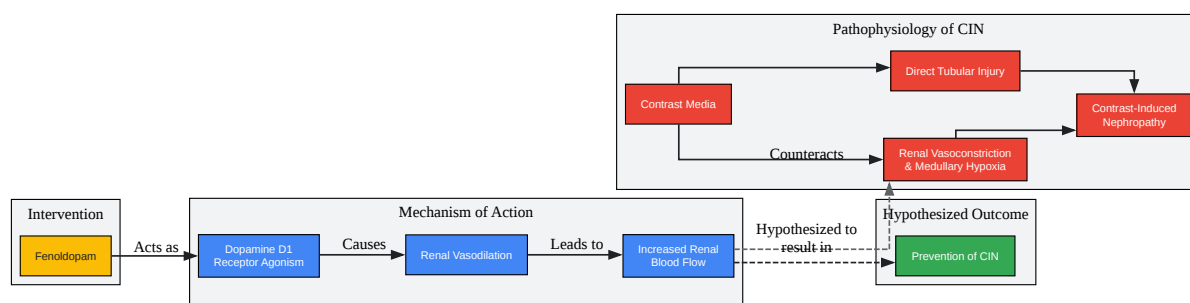 Pathophysiology of CIN
Direct Tubular Injury
Contrast Media
Contrast-Induced
Nephropathy
Counteracts
Renal Vasoconstriction
& Medullary Hypoxia
Intervention
Fenoldopam
Acts as
Mechanism of Action
Dopamine D1
Receptor Agonism
Causes
Renal Vasodilation
Leads to
Increased Renal
Blood Flow
Hypothesized to
result in
Hypothesized Outcome
Prevention of CIN